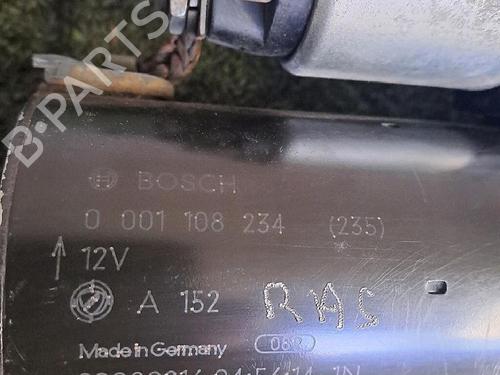 B-PARTS
BOSCH
0 001 108 234 (235)
12V
A 152 RAS
Made in Germany